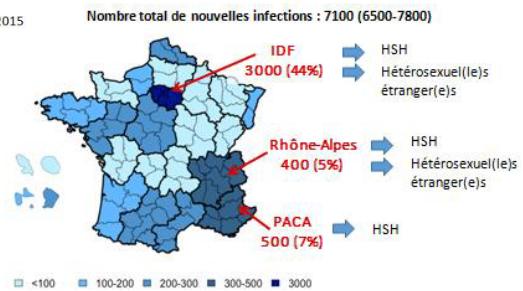 2015
Nombre total de nouvelles infections : 7100 (6500-7800)
IDF
3000 (44%)
HSH
Hétérosexuel(le)s
étranger(e)s
Rhône-Alpes
400 (5%)
HSH
Hétérosexuel(le)s
étranger(e)s
PACA
500 (7%)
HSH
<100 100-200 200-300 300-500 3000